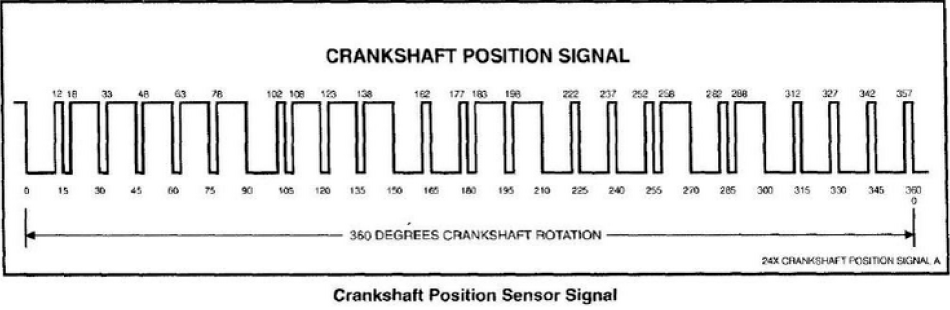 CRANKSHAFT POSITION SIGNAL
12 18 33 48 63 78 102 108 123 138 162 177 183 198 222 237 252 258 282 288 312 327 342 357
0 15 30 45 60 75 90 105 120 135 150 165 180 195 210 225 240 255 270 285 300 315 330 345 360
0
360 DEGREES CRANKSHAFT ROTATION
24X CRANKSHAFT POSITION SIGNAL A
Crankshaft Position Sensor Signal